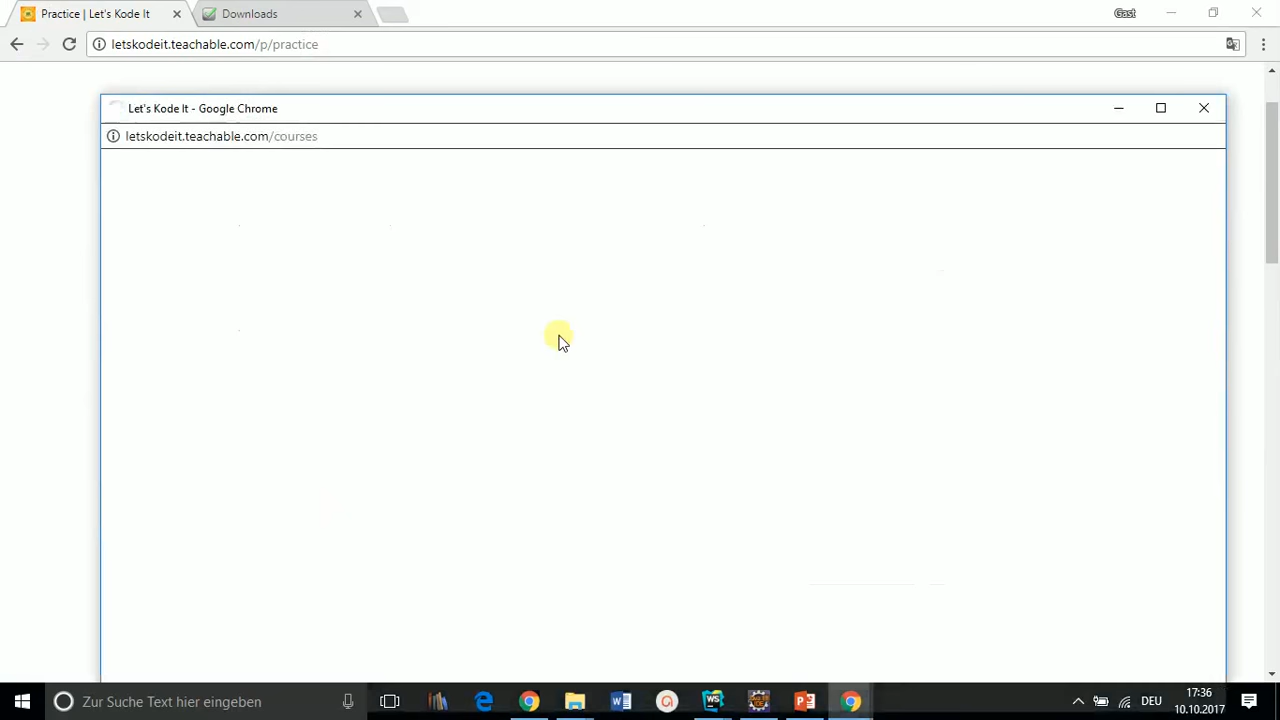 Practice | Let's Kode It
Downloads
Gast
letskodeit.teachable.com/p/practice
Let's Kode It - Google Chrome
letskodeit.teachable.com/courses
Zur Suche Text hier eingeben
DEU
17:36
10.10.2017